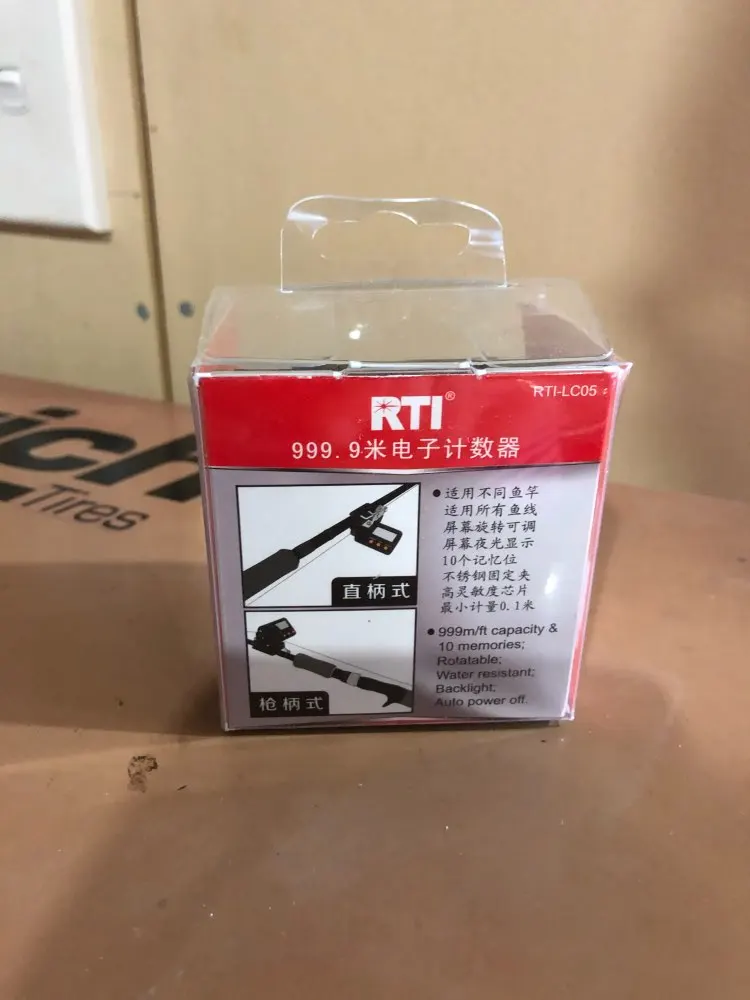 RTI®
RTI-LC05
999.9米电子计数器
直柄式
枪柄式
● 适用不同鱼竿
适用所有鱼线
屏幕旋转可调
屏幕夜光显示
10个记忆位
不锈钢固定夹
高灵敏度芯片
最小计量0.1米
● 999m/ft capacity &
10 memories;
Rotatable;
Water resistant;
Backlight;
Auto power off.
ich
Tires